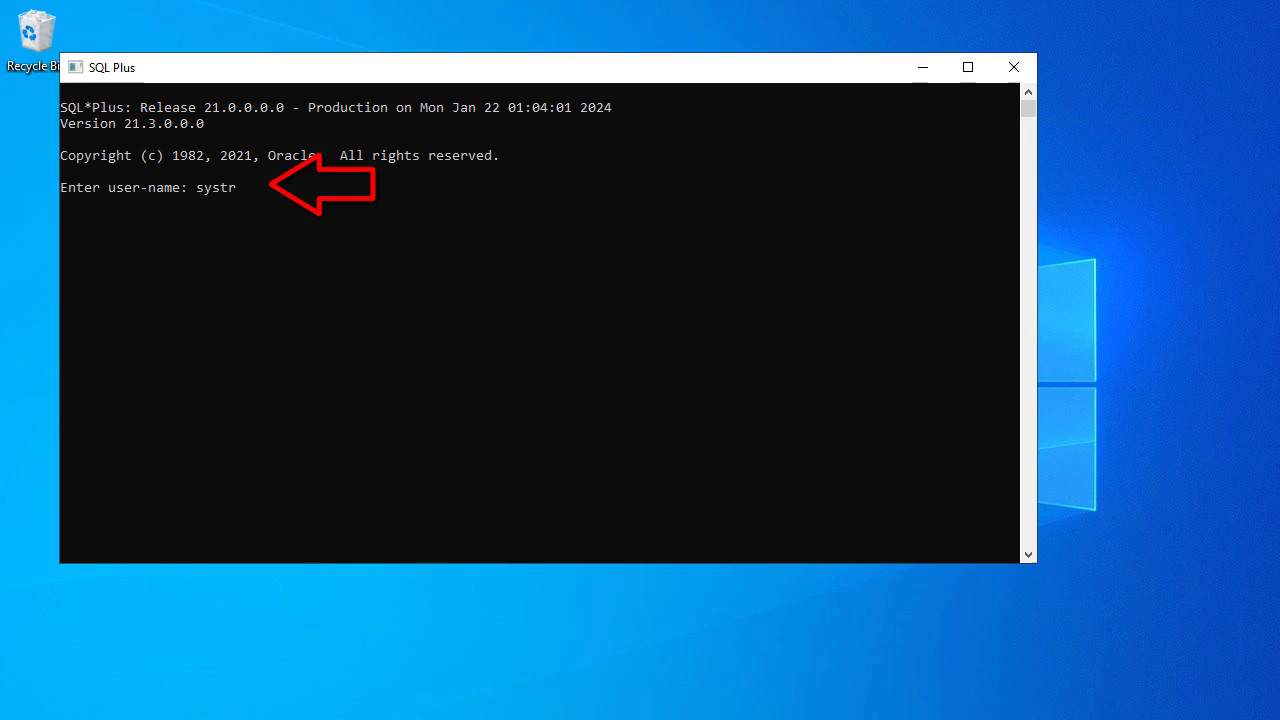 Recycle Bi
SQL Plus
SQL*Plus: Release 21.0.0.0.0 - Production on Mon Jan 22 01:04:01 2024
Version 21.3.0.0.0
Copyright (c) 1982, 2021, Oracle. All rights reserved.
Enter user-name: systr